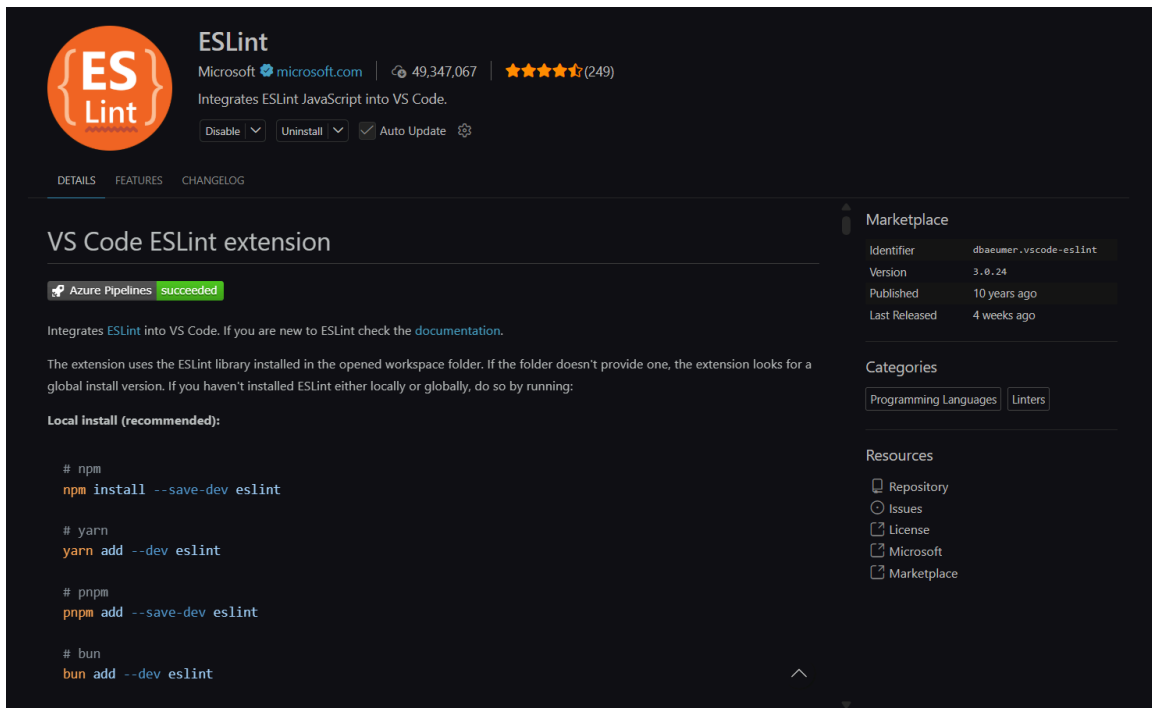 {ES
Lint}
ESLint
Microsoft microsoft.com 49,347,067 (249)
Integrates ESLint JavaScript into VS Code.
Disable Uninstall Auto Update
DETAILS FEATURES CHANGELOG
VS Code ESLint extension
Azure Pipelines succeeded
Integrates ESLint into VS Code. If you are new to ESLint check the documentation.
The extension uses the ESLint library installed in the opened workspace folder. If the folder doesn't provide one, the extension looks for a
global install version. If you haven't installed ESLint either locally or globally, do so by running:
Local install (recommended):
# npm
npm install --save-dev eslint
# yarn
yarn add --dev eslint
# pnpm
pnpm add --save-dev eslint
# bun
bun add --dev eslint
Marketplace
Identifier dbaeumer.vscode-eslint
Version 3.0.24
Published 10 years ago
Last Released 4 weeks ago
Categories
Programming Languages Linters
Resources
Repository
Issues
License
Microsoft
Marketplace